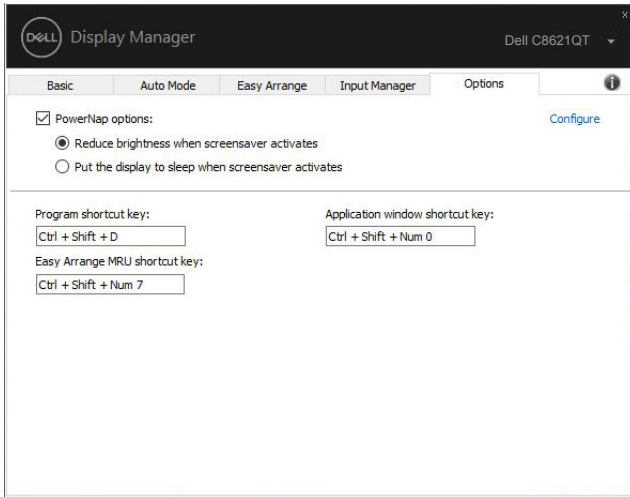 DELL Display Manager
Dell C8621QT
x
Basic Auto Mode Easy Arrange Input Manager Options
PowerNap options:
Configure
Reduce brightness when screensaver activates
Put the display to sleep when screensaver activates
Program shortcut key: Application window shortcut key:
Ctrl + Shift + D Ctrl + Shift + Num 0
Easy Arrange MRU shortcut key:
Ctrl + Shift + Num 7